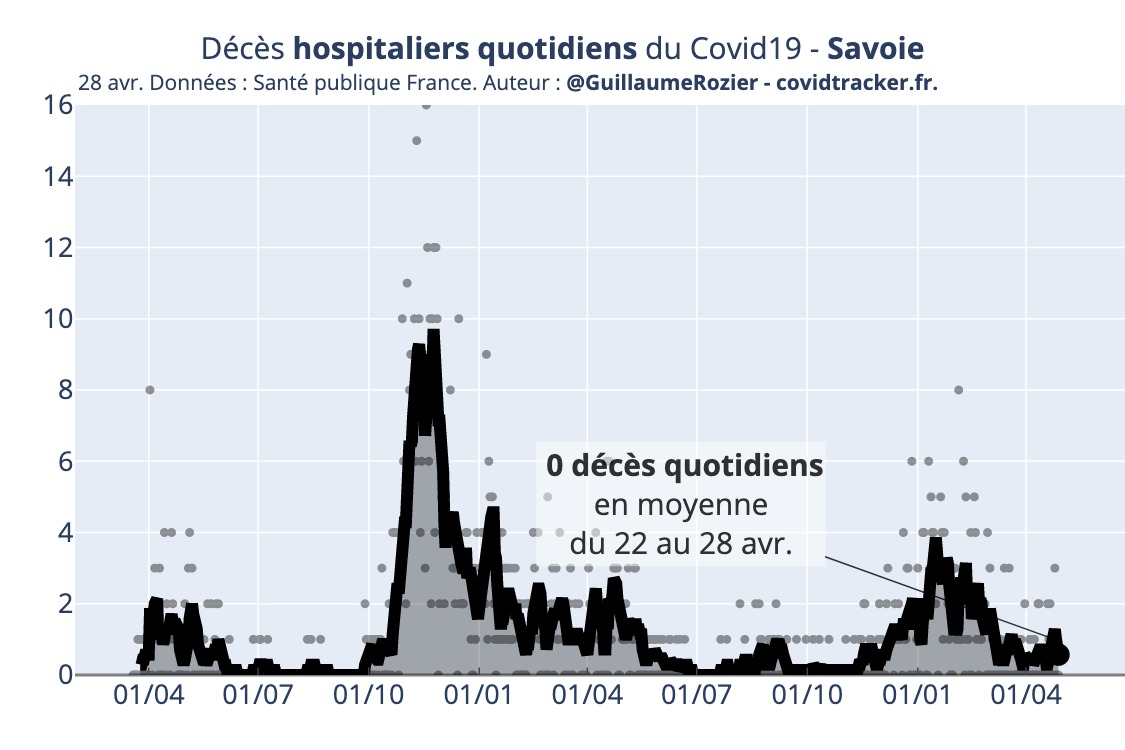 Décès hospitaliers quotidiens du Covid19 - Savoie
28 avr. Données : Santé publique France. Auteur : @GuillaumeRozier - covidtracker.fr.
16
14
12
10
8
6
4
2
0
0 décès quotidiens
en moyenne
du 22 au 28 avr.
01/04 01/07 01/10 01/01 01/04 01/07 01/10 01/01 01/04